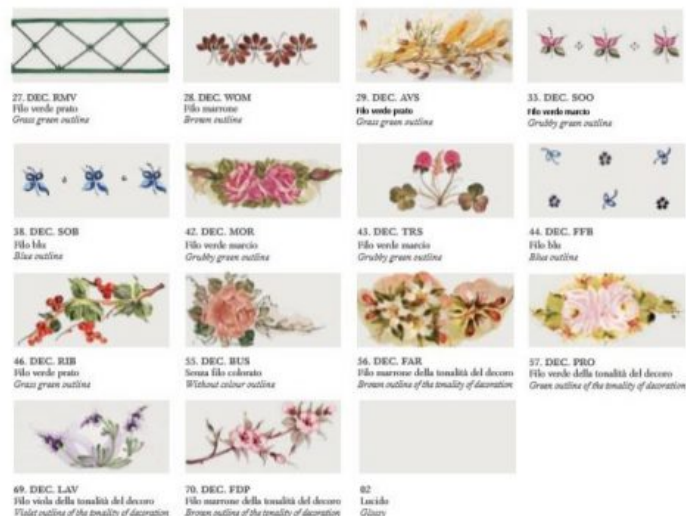 27. DEC. RMV
Filo verde prato
Grass green outline
28. DEC. WOM
Filo marrone
Brown outline
29. DEC. AVS
Filo verde prato
Grass green outline
33. DEC. SOO
Filo verde marcio
Grubby green outline
38. DEC. SOB
Filo blu
Blue outline
42. DEC. MOR
Filo verde marcio
Grubby green outline
43. DEC. TRS
Filo verde marcio
Grubby green outline
44. DEC. FFB
Filo blu
Blue outline
46. DEC. RIB
Filo verde prato
Grass green outline
55. DEC. BUS
Senza filo colorato
Without colour outline
56. DEC. FAR
Filo marrone della tonalità del decoro
Brown outline of the tonality of decoration
57. DEC. PRO
Filo verde della tonalità del decoro
Green outline of the tonality of decoration
69. DEC. LAV
Filo viola della tonalità del decoro
Violet outline of the tonality of decoration
70. DEC. FDP
Filo marrone della tonalità del decoro
Brown outline of the tonality of decoration
02
Lucido
Glossy